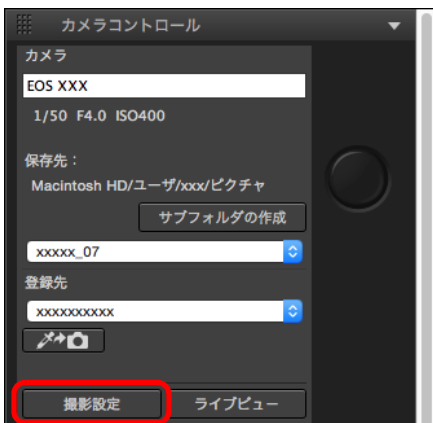 カメラコントロール
カメラ
EOS XXX
1/50 F4.0 ISO400
保存先：
Macintosh HD/ユーザ/xxx/ピクチャ
サブフォルダの作成
xxxxx_07
登録先
xxxxxxxxxx
撮影設定
ライブビュー